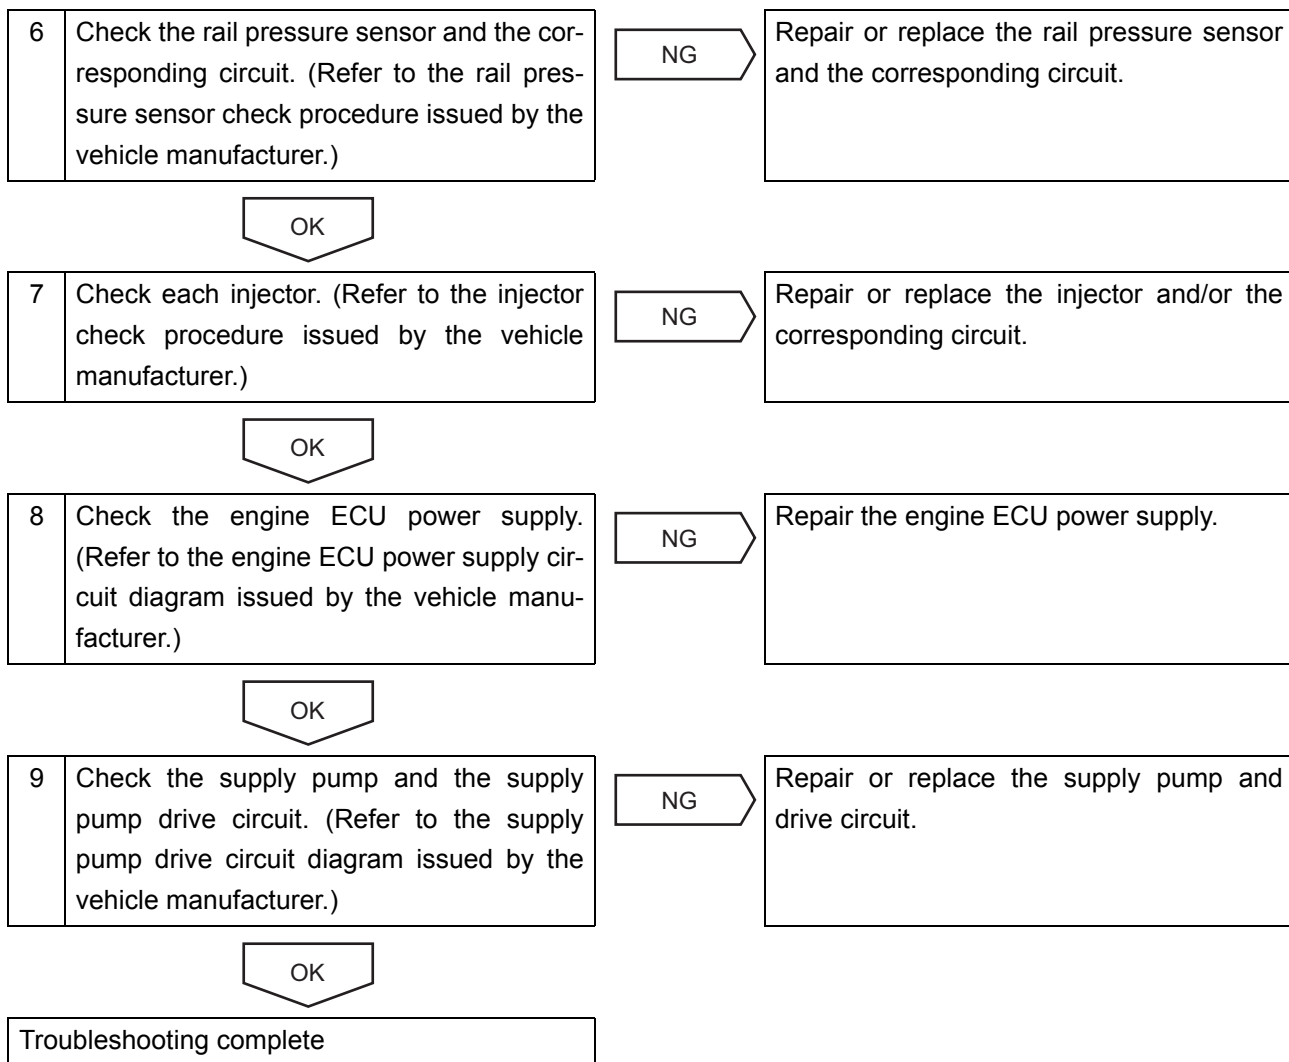 6
Check the rail pressure sensor and the cor-
responding circuit. (Refer to the rail pres-
sure sensor check procedure issued by the
vehicle manufacturer.)
NG
Repair or replace the rail pressure sensor
and the corresponding circuit.
OK
7
Check each injector. (Refer to the injector
check procedure issued by the vehicle
manufacturer.)
NG
Repair or replace the injector and/or the
corresponding circuit.
OK
8
Check the engine ECU power supply.
(Refer to the engine ECU power supply cir-
cuit diagram issued by the vehicle manu-
facturer.)
NG
Repair the engine ECU power supply.
OK
9
Check the supply pump and the supply
pump drive circuit. (Refer to the supply
pump drive circuit diagram issued by the
vehicle manufacturer.)
NG
Repair or replace the supply pump and
drive circuit.
OK
Troubleshooting complete